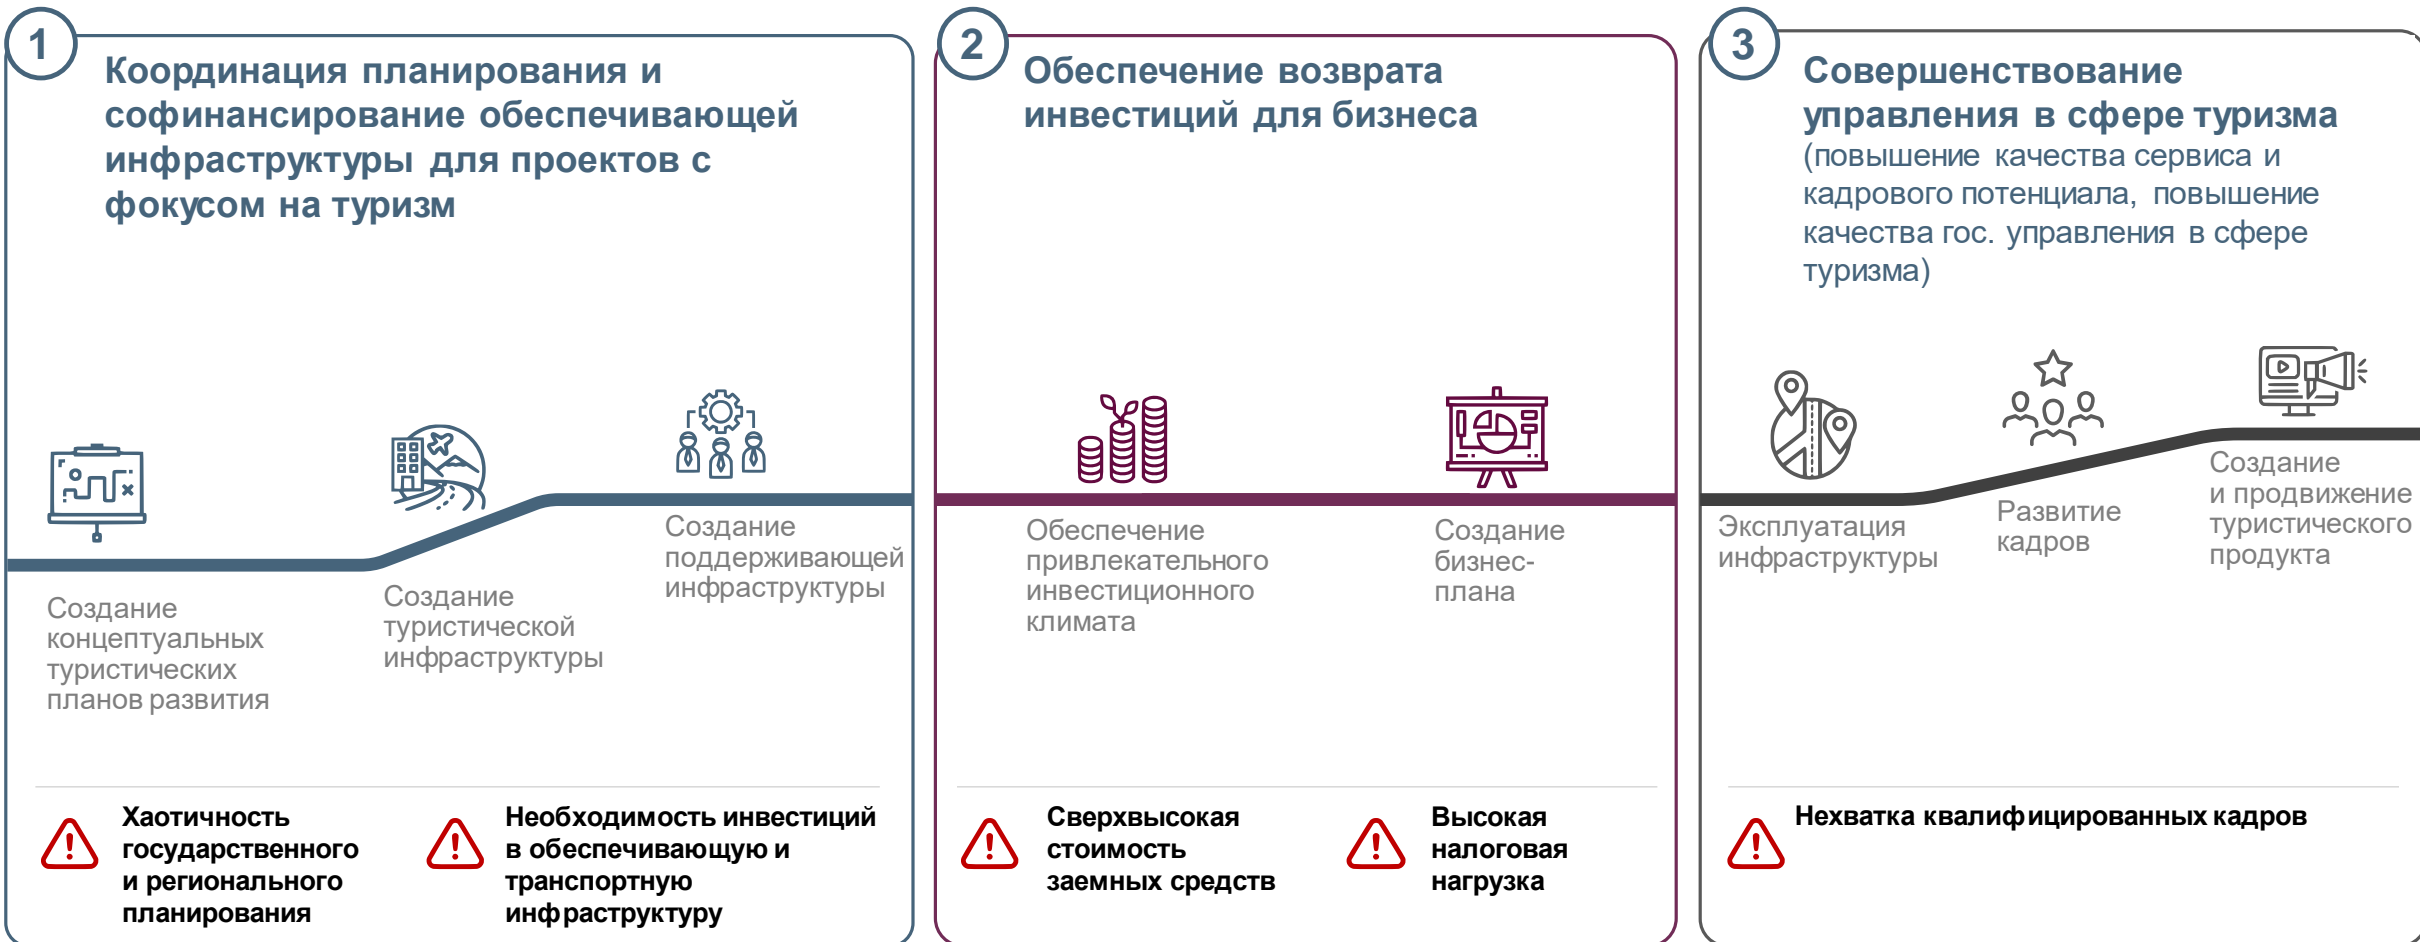 1
Координация планирования и
софинансирование обеспечивающей
инфраструктуры для проектов с
фокусом на туризм
Создание
концептуальных
туристических
планов развития
Создание
туристической
инфраструктуры
Создание
поддерживающей
инфраструктуры
Хаотичность
государственного
и регионального
планирования
Необходимость инвестиций
в обеспечивающую и
транспортную
инфраструктуру
2
Обеспечение возврата
инвестиций для бизнеса
Обеспечение
привлекательного
инвестиционного
климата
Создание
бизнес-
плана
Сверхвысокая
стоимость
заемных средств
Высокая
налоговая
нагрузка
3
Совершенствование
управления в сфере туризма
(повышение качества сервиса и
кадрового потенциала, повышение
качества гос. управления в сфере
туризма)
Эксплуатация
инфраструктуры
Развитие
кадров
Создание
и продвижение
туристического
продукта
Нехватка квалифицированных кадров